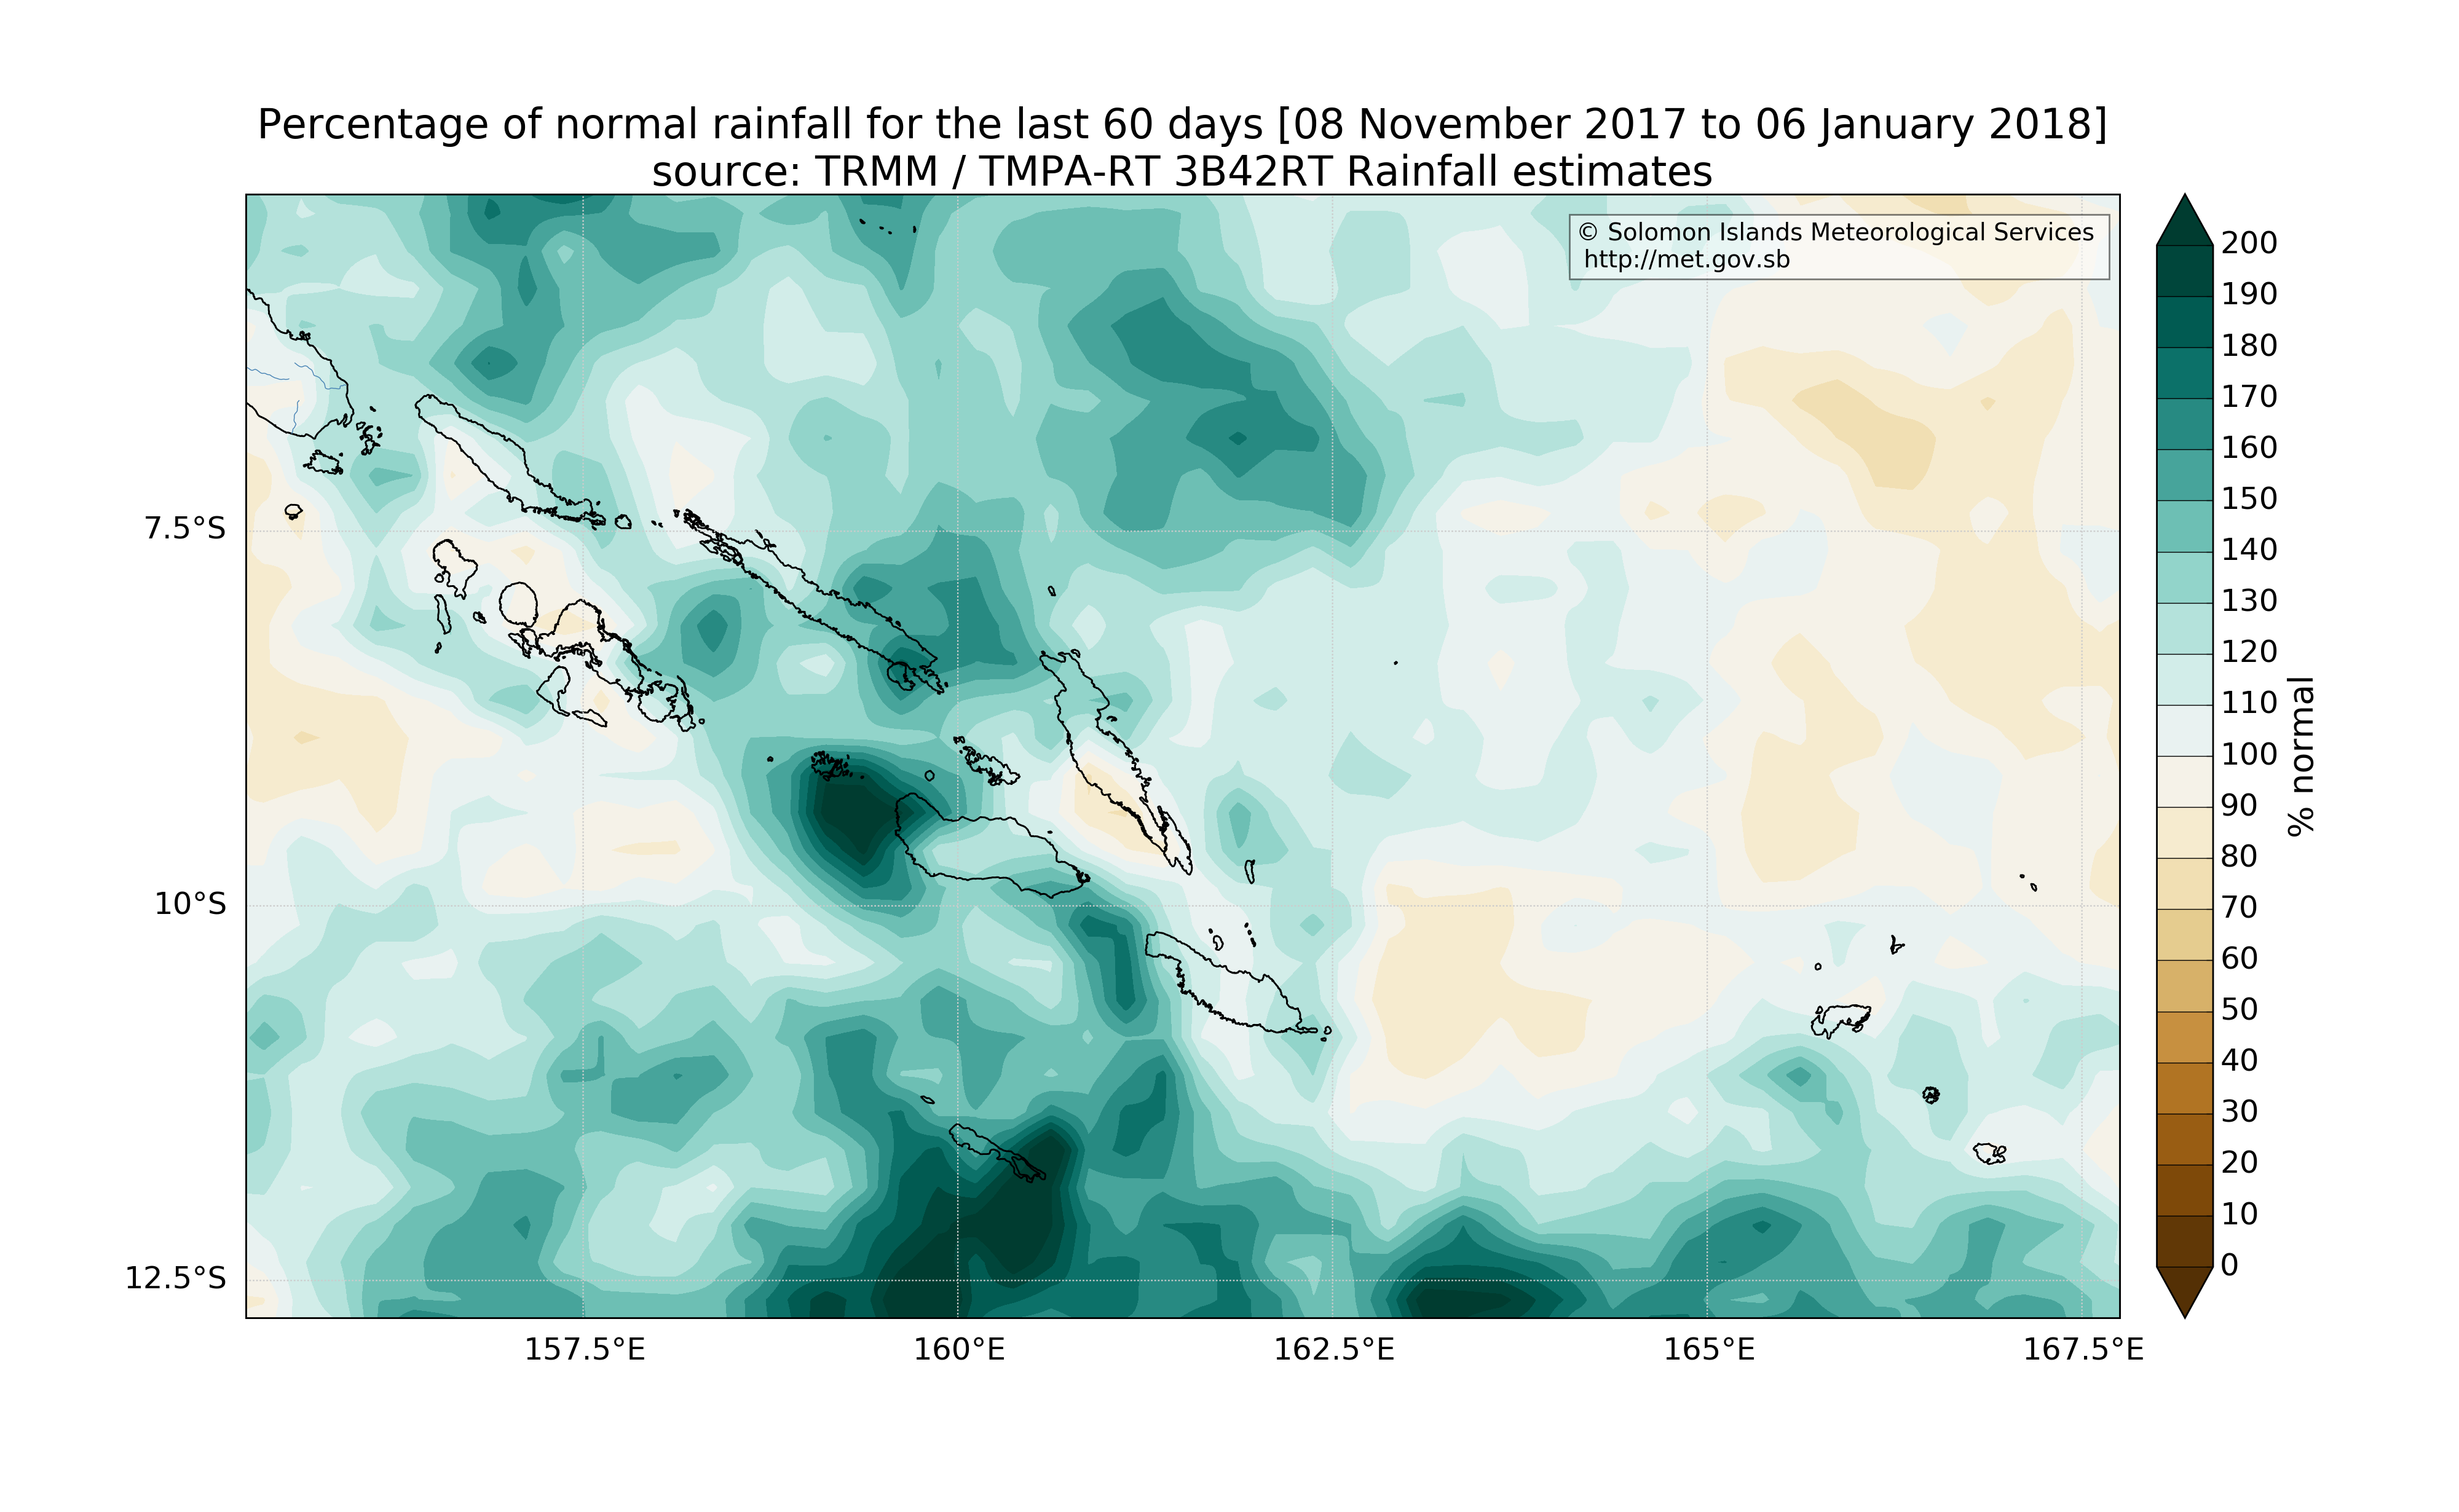 Percentage of normal rainfall for the last 60 days [08 November 2017 to 06 January 2018]
source: TRMM / TMPA-RT 3B42RT Rainfall estimates
© Solomon Islands Meteorological Services
http://met.gov.sb
7.5°S
10°S
12.5°S
157.5°E
160°E
162.5°E
165°E
167.5°E
200
190
180
170
160
150
140
130
120
110
100
90
80
70
60
50
40
30
20
10
0
% normal